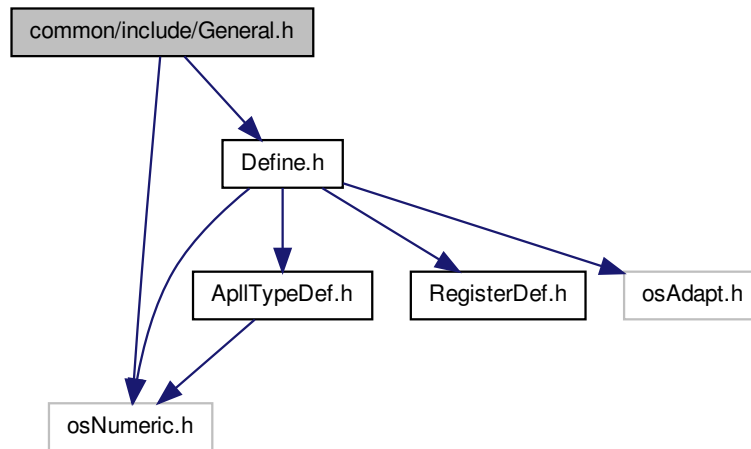 common/include/General.h
Define.h
ApllTypeDef.h
RegisterDef.h
osAdapt.h
osNumeric.h